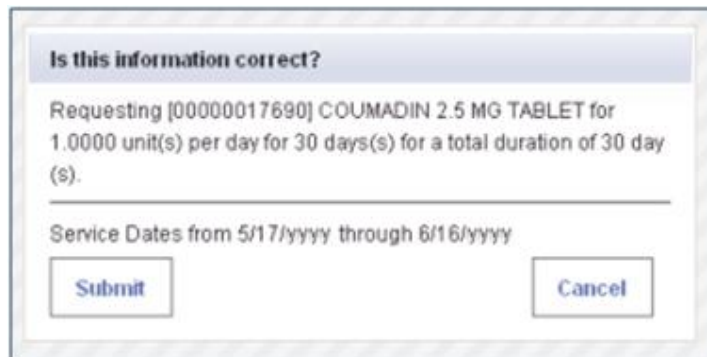 Is this information correct?
Requesting [00000017690] COUMADIN 2.5 MG TABLET for
1.0000 unit(s) per day for 30 days(s) for a total duration of 30 day
(s).
Service Dates from 5/17/yyyy through 6/16/yyyy
Submit
Cancel